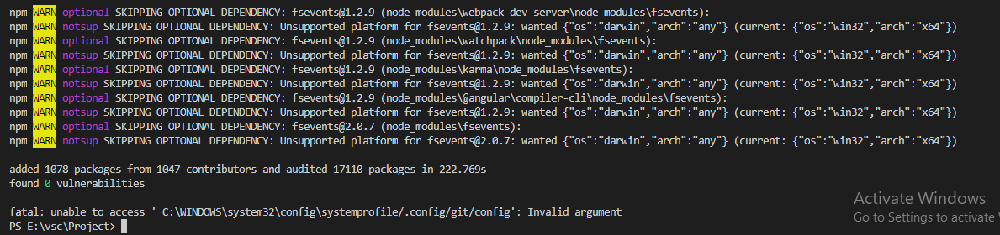 npm WARN optional SKIPPING OPTIONAL DEPENDENCY: fsevents@1.2.9 (node_modules\webpack-dev-server\node_modules\fsevents):
npm WARN notsup SKIPPING OPTIONAL DEPENDENCY: Unsupported platform for fsevents@1.2.9: wanted {"os":"darwin","arch":"any"} (current: {"os":"win32","arch":"x64"})
npm WARN optional SKIPPING OPTIONAL DEPENDENCY: fsevents@1.2.9 (node_modules\watchpack\node_modules\fsevents):
npm WARN notsup SKIPPING OPTIONAL DEPENDENCY: Unsupported platform for fsevents@1.2.9: wanted {"os":"darwin","arch":"any"} (current: {"os":"win32","arch":"x64"})
npm WARN optional SKIPPING OPTIONAL DEPENDENCY: fsevents@1.2.9 (node_modules\karma\node_modules\fsevents):
npm WARN notsup SKIPPING OPTIONAL DEPENDENCY: Unsupported platform for fsevents@1.2.9: wanted {"os":"darwin","arch":"any"} (current: {"os":"win32","arch":"x64"})
npm WARN optional SKIPPING OPTIONAL DEPENDENCY: fsevents@1.2.9 (node_modules\@angular\compiler-cli\node_modules\fsevents):
npm WARN notsup SKIPPING OPTIONAL DEPENDENCY: Unsupported platform for fsevents@1.2.9: wanted {"os":"darwin","arch":"any"} (current: {"os":"win32","arch":"x64"})
npm WARN optional SKIPPING OPTIONAL DEPENDENCY: fsevents@2.0.7 (node_modules\fsevents):
npm WARN notsup SKIPPING OPTIONAL DEPENDENCY: Unsupported platform for fsevents@2.0.7: wanted {"os":"darwin","arch":"any"} (current: {"os":"win32","arch":"x64"})
added 1078 packages from 1047 contributors and audited 17110 packages in 222.769s
found 0 vulnerabilities
fatal: unable to access ' C:\WINDOWS\system32\config\systemprofile/.config/git/config': Invalid argument
PS E:\vsc\Project>
Activate Windows
Go to Settings to activate